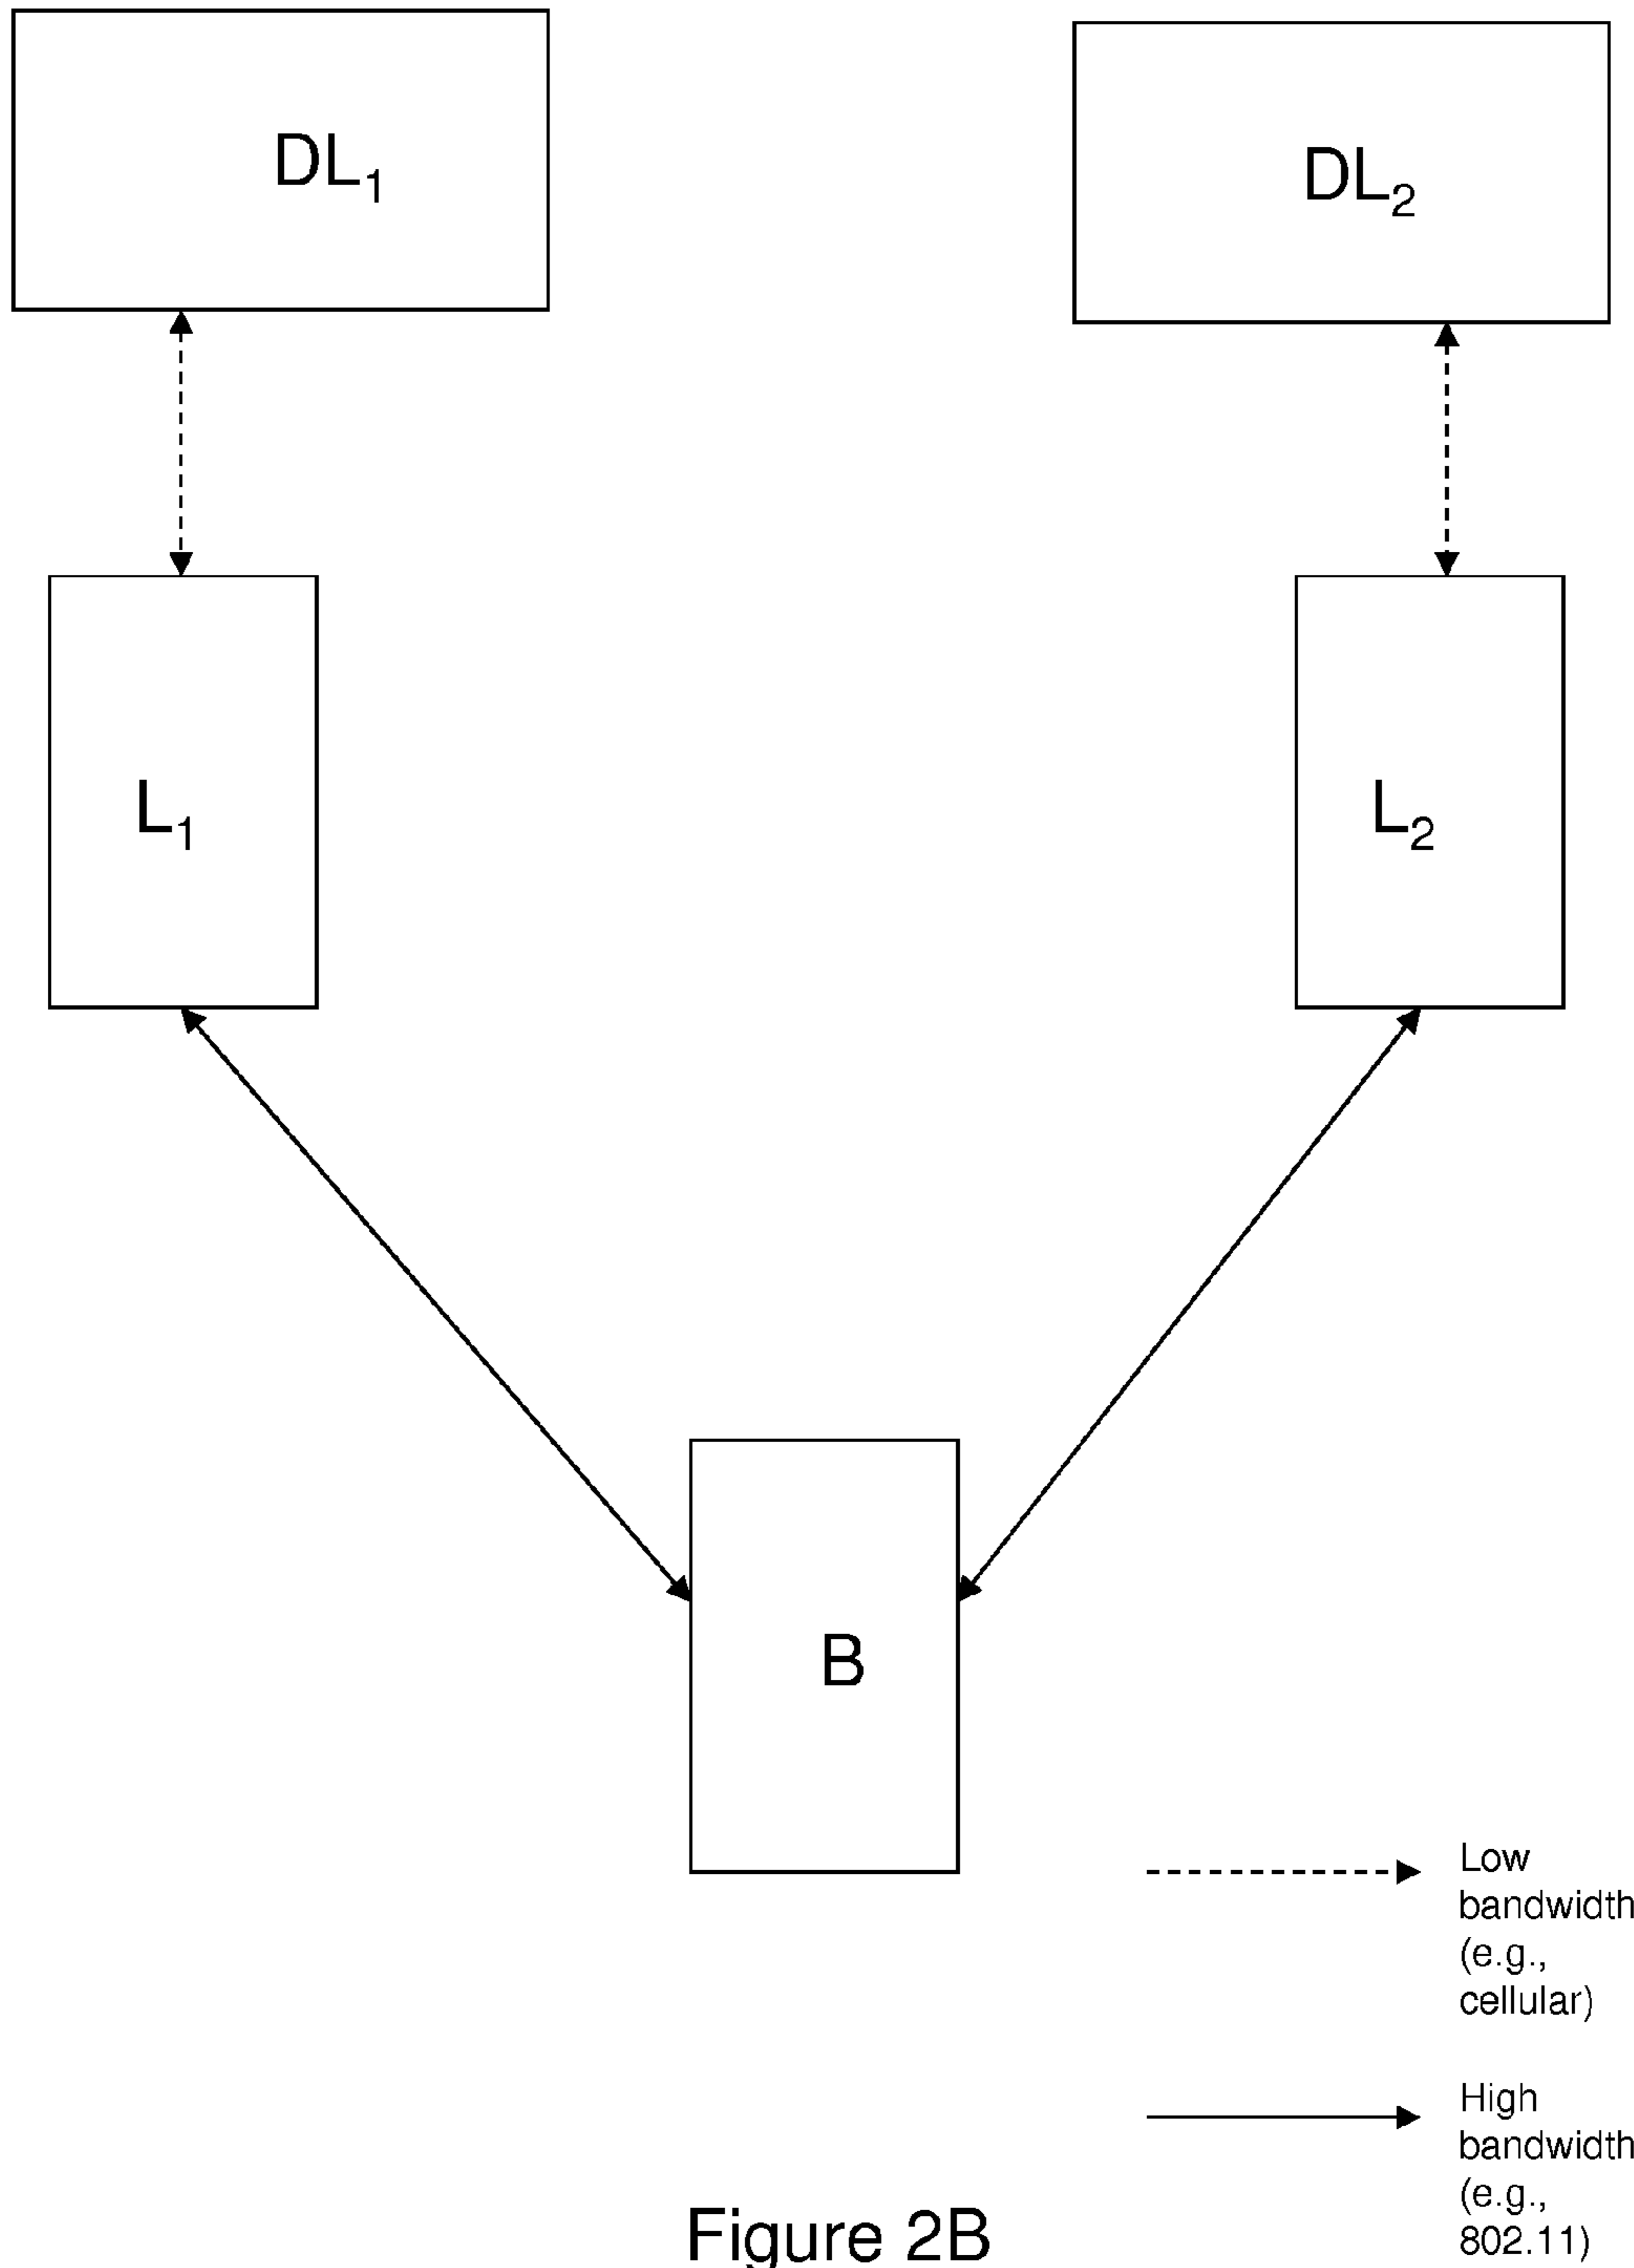 DL₁
DL₂
L₁
L₂
B
Low
bandwidth
(e.g.,
cellular)
High
bandwidth
(e.g.,
802.11)
Figure 2B